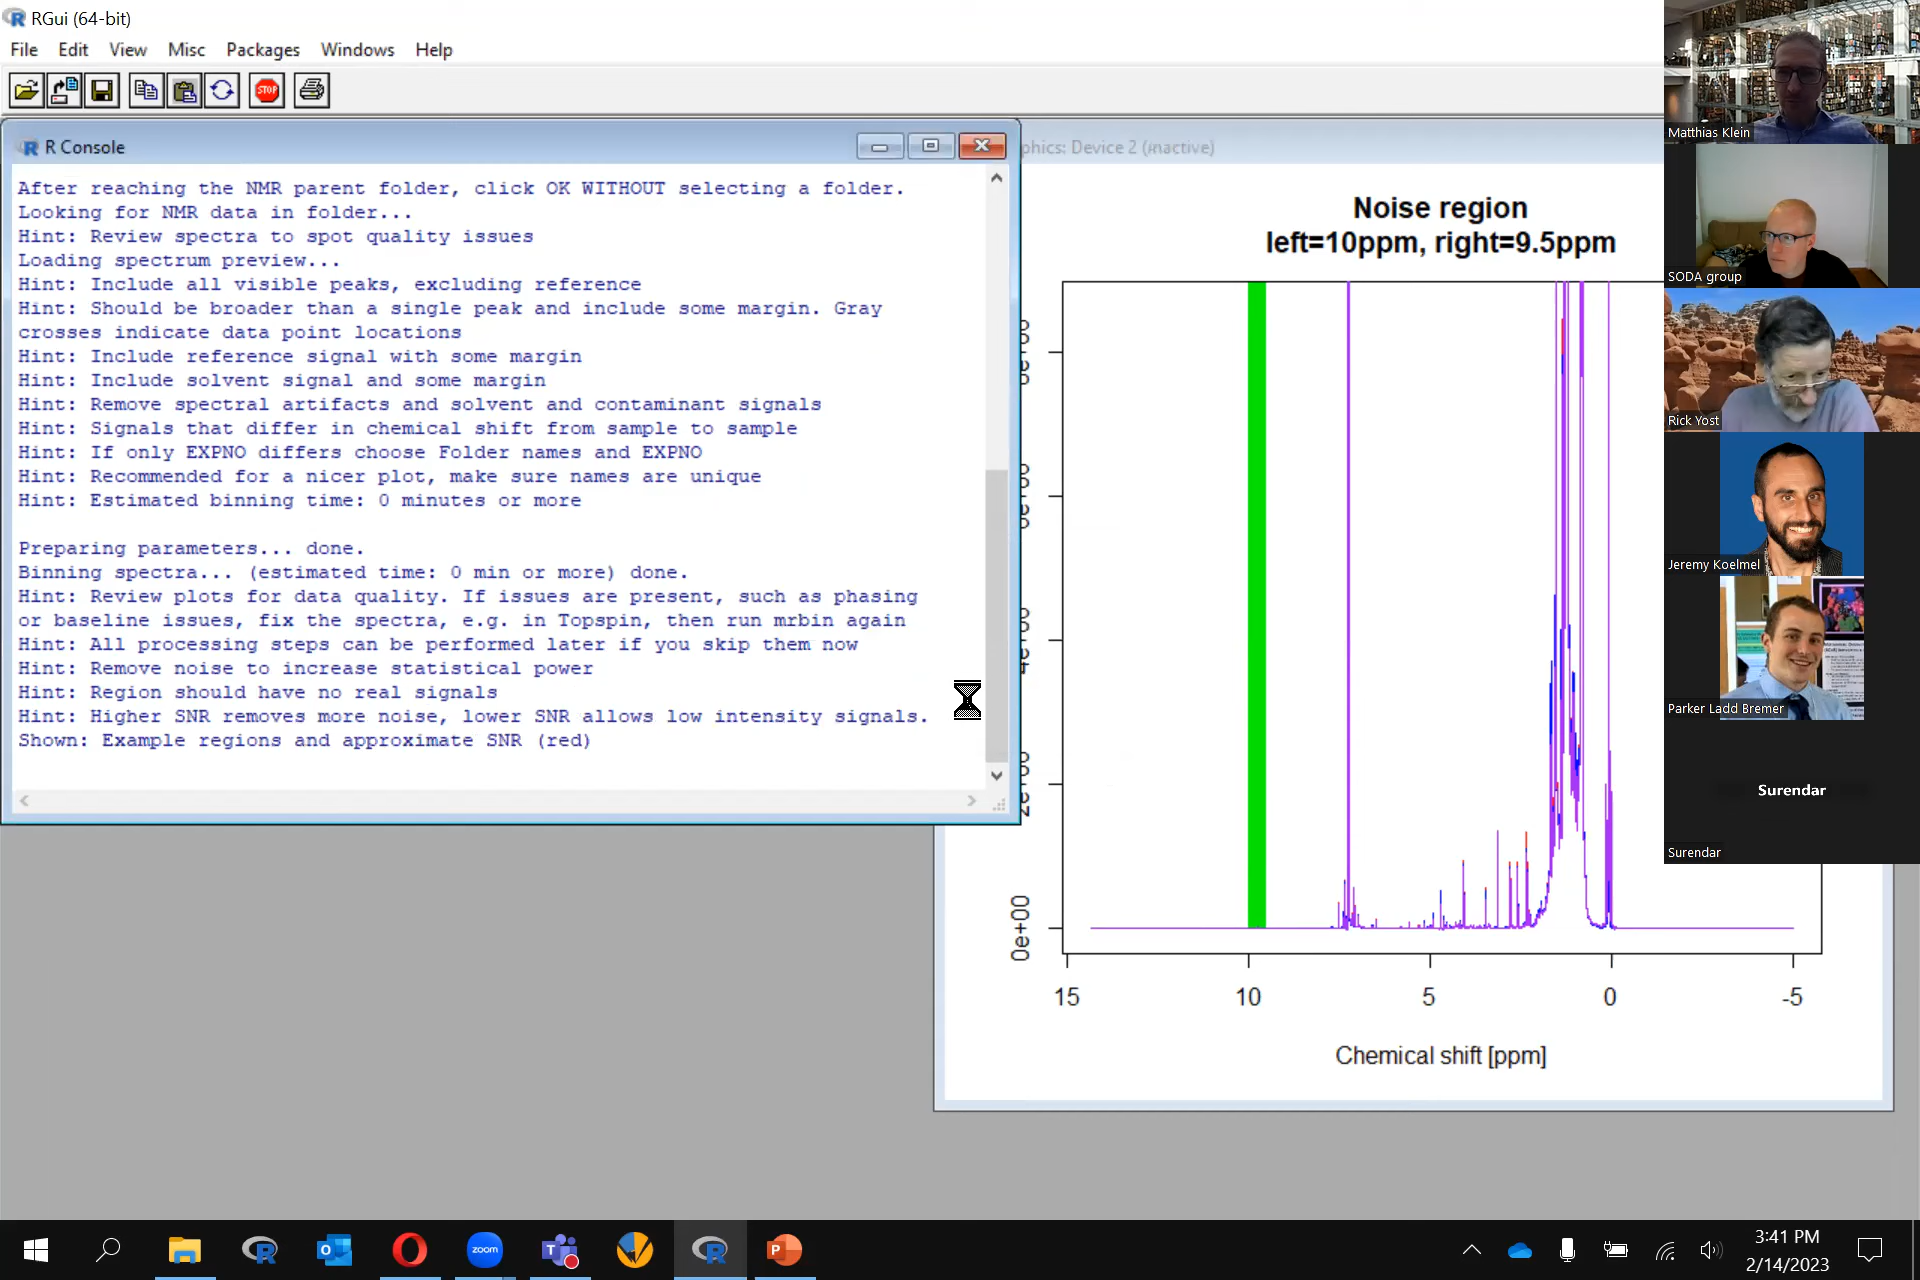 RGui (64-bit)
File Edit View Misc Packages Windows Help
STOP
R Console
After reaching the NMR parent folder, click OK WITHOUT selecting a folder.
Looking for NMR data in folder...
Hint: Review spectra to spot quality issues
Loading spectrum preview...
Hint: Include all visible peaks, excluding reference
Hint: Should be broader than a single peak and include some margin. Gray
crosses indicate data point locations
Hint: Include reference signal with some margin
Hint: Include solvent signal and some margin
Hint: Remove spectral artifacts and solvent and contaminant signals
Hint: Signals that differ in chemical shift from sample to sample
Hint: If only EXPNO differs choose Folder names and EXPNO
Hint: Recommended for a nicer plot, make sure names are unique
Hint: Estimated binning time: 0 minutes or more
Preparing parameters... done.
Binning spectra... (estimated time: 0 min or more) done.
Hint: Review plots for data quality. If issues are present, such as phasing
or baseline issues, fix the spectra, e.g. in Topspin, then run mrbin again
Hint: All processing steps can be performed later if you skip them now
Hint: Remove noise to increase statistical power
Hint: Region should have no real signals
Hint: Higher SNR removes more noise, lower SNR allows low intensity signals.
Shown: Example regions and approximate SNR (red)
phics: Device 2 (inactive)
Noise region
left=10ppm, right=9.5ppm
0e+00
15 10 5 0 -5
Chemical shift [ppm]
Matthias Klein
SODA group
Rick Yost
Jeremy Koelmel
Parker Ladd Bremer
Surendar
Surendar
zoom
3:41 PM
2/14/2023